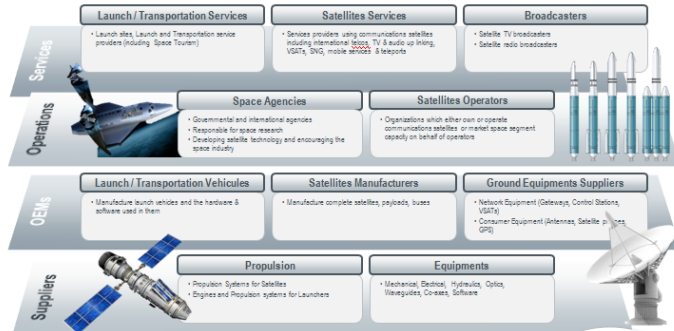 Services
Launch / Transportation Services
• Launch sites, Launch and Transportation service
providers (including Space Tourism)
Satellites Services
• Services providers using communications satellites
including international telcos, TV & audio up linking,
VSATs, SNG, mobile services & teleports
Broadcasters
• Satellite TV broadcasters
• Satellite radio broadcasters
Operations
Space Agencies
• Governmental and international agencies
• Responsible for space research
• Developing satellite technology and encouraging the
space industry
Satellites Operators
• Organizations which either own or operate
communications satellites or market space segment
capacity on behalf of operators
OEMs
Launch / Transportation Vehicules
• Manufacture launch vehicles and the hardware &
software used in them
Satellites Manufacturers
• Manufacture complete satellites, payloads, buses
Ground Equipments Suppliers
• Network Equipment (Gateways, Control Stations,
VSATs)
• Consumer Equipment (Antennas, Satellite phones,
GPS)
Suppliers
Propulsion
• Propulsion Systems for Satellites
• Engines and Propulsion systems for Launchers
Equipments
• Mechanical, Electrical, Hydraulics, Optics,
Waveguides, Co-axes, Software